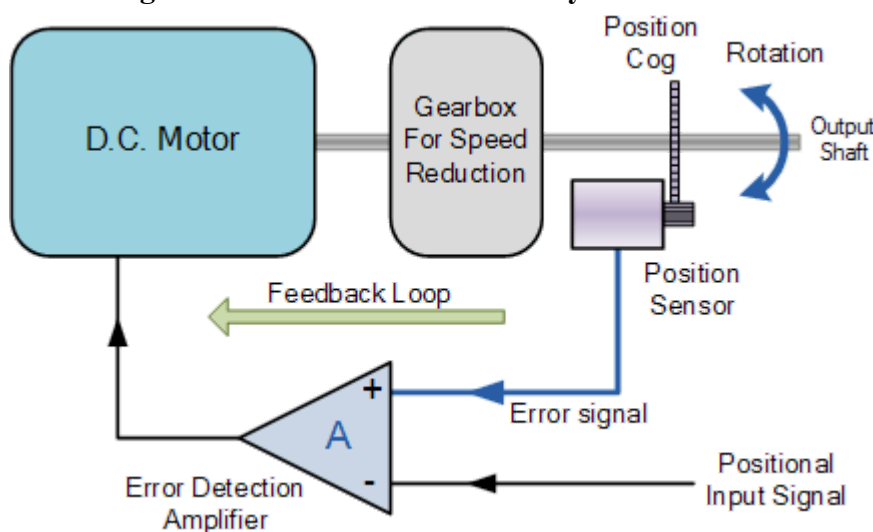 D.C. Motor
Gearbox
For Speed
Reduction
Position
Cog
Rotation
Output
Shaft
Position
Sensor
Feedback Loop
+
Error signal
A
-
Positional
Input Signal
Error Detection
Amplifier